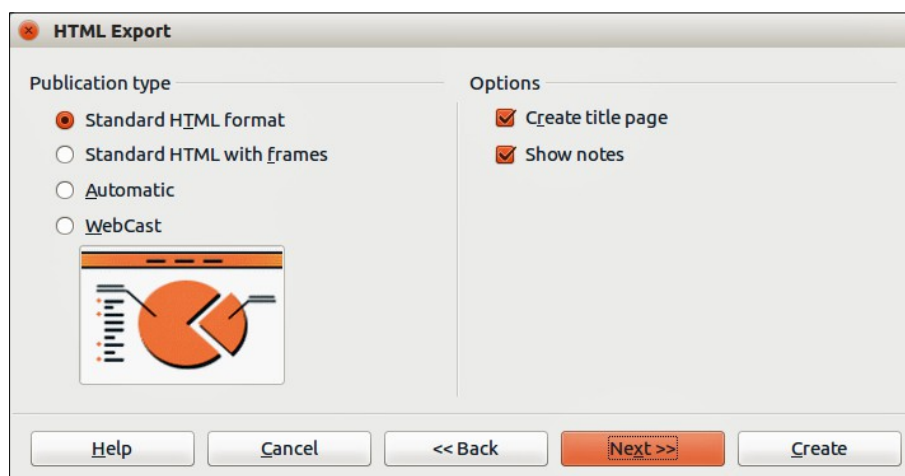 HTML Export
Publication type
Standard HTML format
Standard HTML with frames
Automatic
WebCast
Options
Create title page
Show notes
Help
Cancel
<< Back
Next >>
Create